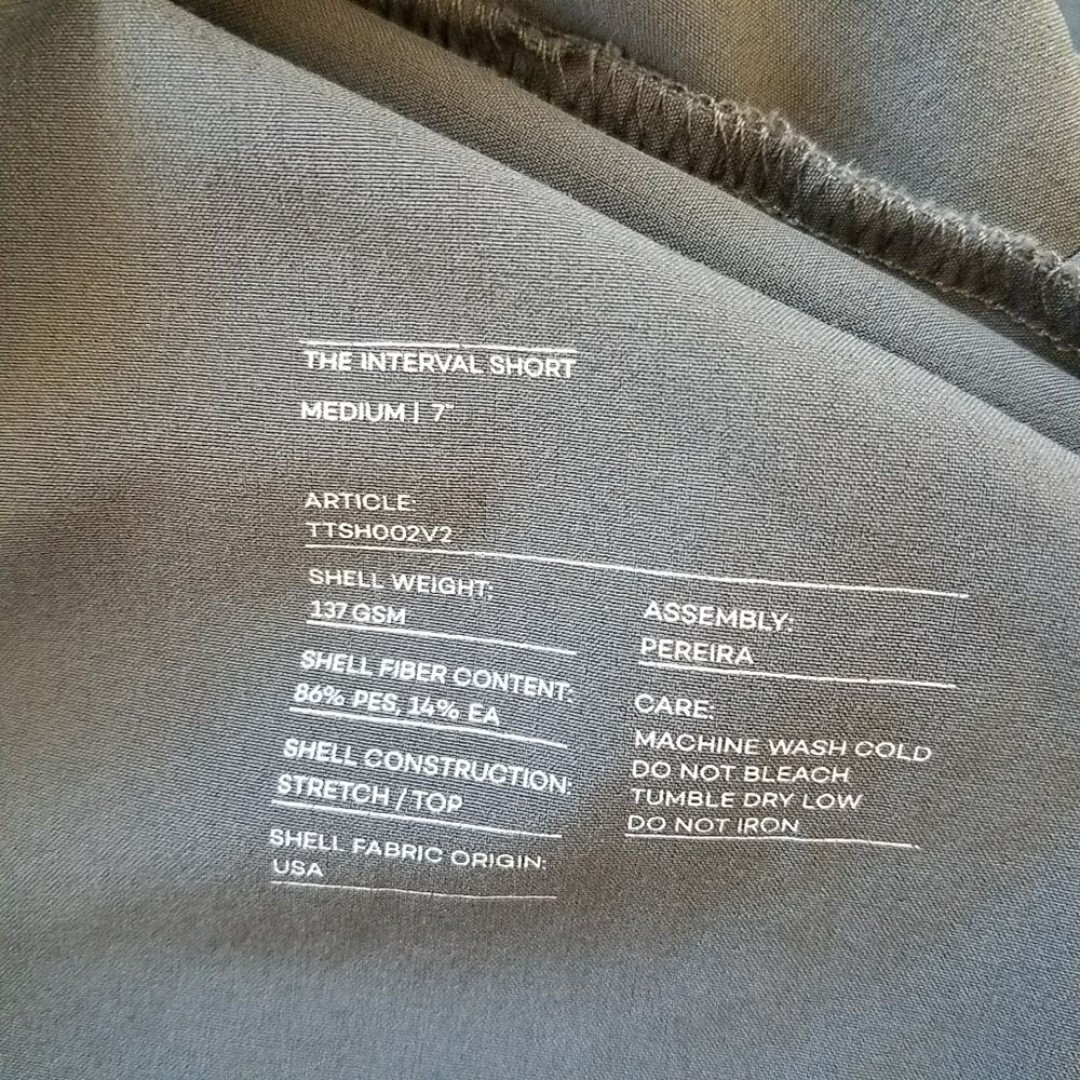 THE INTERVAL SHORT
MEDIUM | 7"
ARTICLE:
TTSH002V2
SHELL WEIGHT:
137 GSM
SHELL FIBER CONTENT:
86% PES, 14% EA
SHELL CONSTRUCTION:
STRETCH / TOP
SHELL FABRIC ORIGIN:
USA
ASSEMBLY:
PEREIRA
CARE:
MACHINE WASH COLD
DO NOT BLEACH
TUMBLE DRY LOW
DO NOT IRON